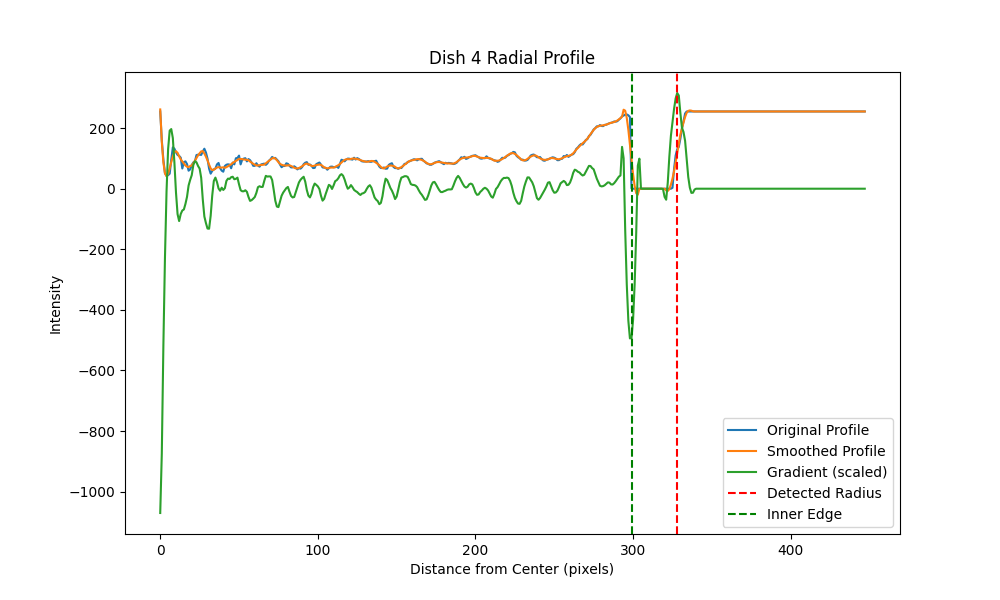 Dish 4 Radial Profile
Intensity
200
0
−200
−400
−600
−800
−1000
0 100 200 300 400
Distance from Center (pixels)
Original Profile
Smoothed Profile
Gradient (scaled)
Detected Radius
Inner Edge